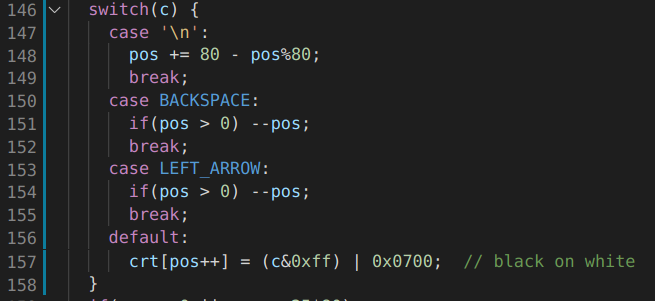 146 switch(c) {
147 case '\n':
148 pos += 80 - pos%80;
149 break;
150 case BACKSPACE:
151 if(pos > 0) --pos;
152 break;
153 case LEFT_ARROW:
154 if(pos > 0) --pos;
155 break;
156 default:
157 crt[pos++] = (c&0xff) | 0x0700;  // black on white
158 }